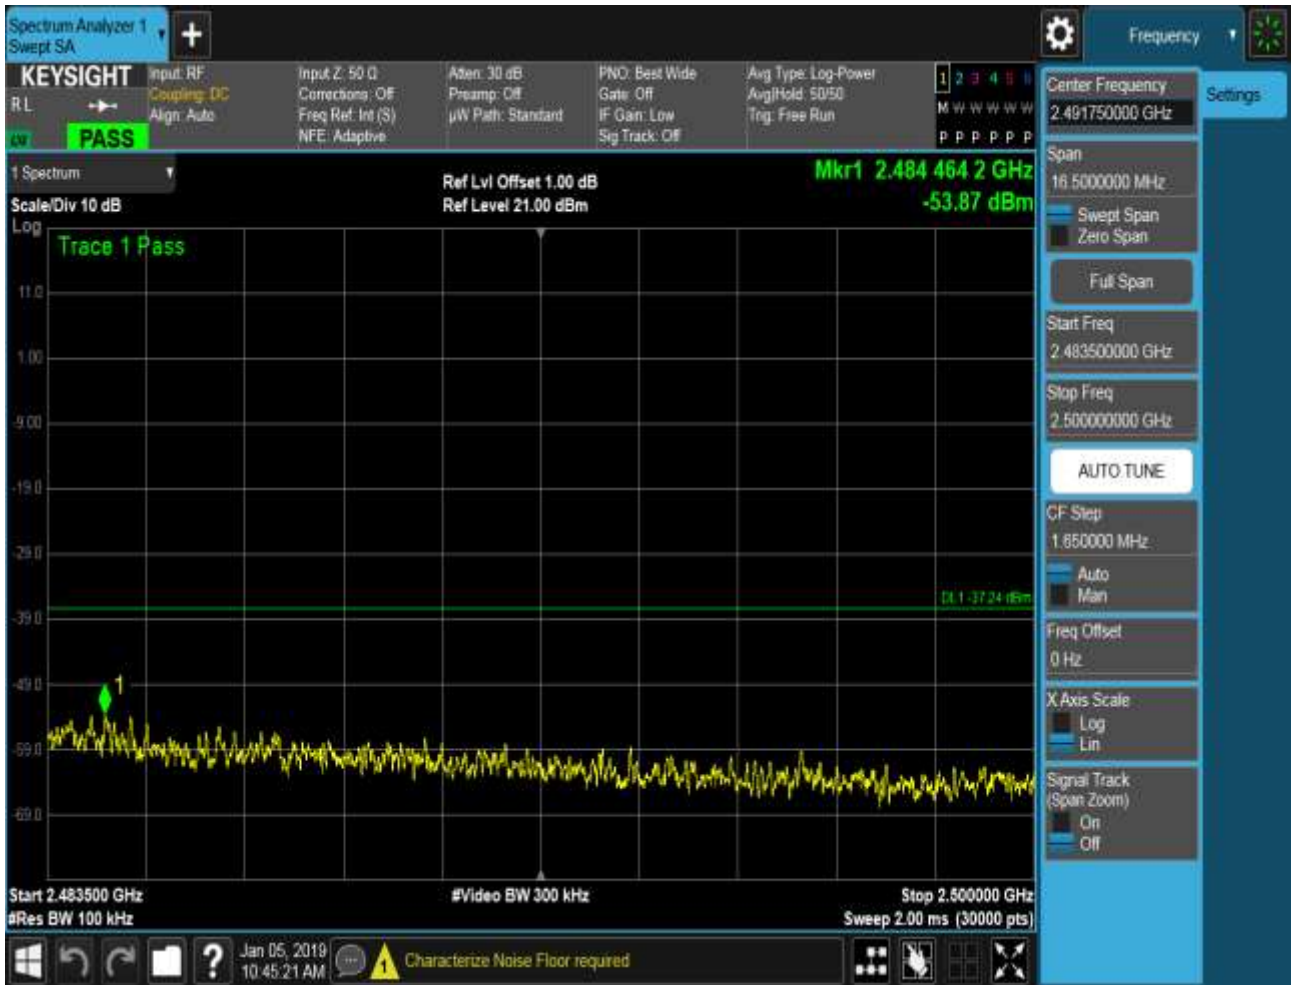 Spectrum Analyzer 1
Swept SA
Frequency
KEYSIGHT
R L
PASS
Input: RF
Coupling: DC
Align: Auto
Input Z: 50 Ω
Corrections: Off
Freq Ref: Int (S)
NFE: Adaptive
Atten: 30 dB
Preamp: Off
µW Path: Standard
PNO: Best Wide
Gate: Off
IF Gain: Low
Sig Track: Off
Avg Type: Log-Power
Avg|Hold: 50/50
Trig: Free Run
1 2 3 4 5 6
M W W W W W
P P P P P P
1 Spectrum
Scale/Div 10 dB
Ref Lvl Offset 1.00 dB
Ref Level 21.00 dBm
Mkr1 2.484 464 2 GHz
-53.87 dBm
Log
Trace 1 Pass
11.0
1.00
-9.00
-19.0
-29.0
DL1 -37.24 dBm
-39.0
-49.0
1
-59.0
-69.0
Start 2.483500 GHz
#Video BW 300 kHz
Stop 2.500000 GHz
#Res BW 100 kHz
Sweep 2.00 ms (30000 pts)
Center Frequency
2.491750000 GHz
Settings
Span
16.5000000 MHz
Swept Span
Zero Span
Full Span
Start Freq
2.483500000 GHz
Stop Freq
2.500000000 GHz
AUTO TUNE
CF Step
1.650000 MHz
Auto
Man
Freq Offset
0 Hz
X Axis Scale
Log
Lin
Signal Track
(Span Zoom)
On
Off
?
Jan 05, 2019
10:45:21 AM
1
Characterize Noise Floor required